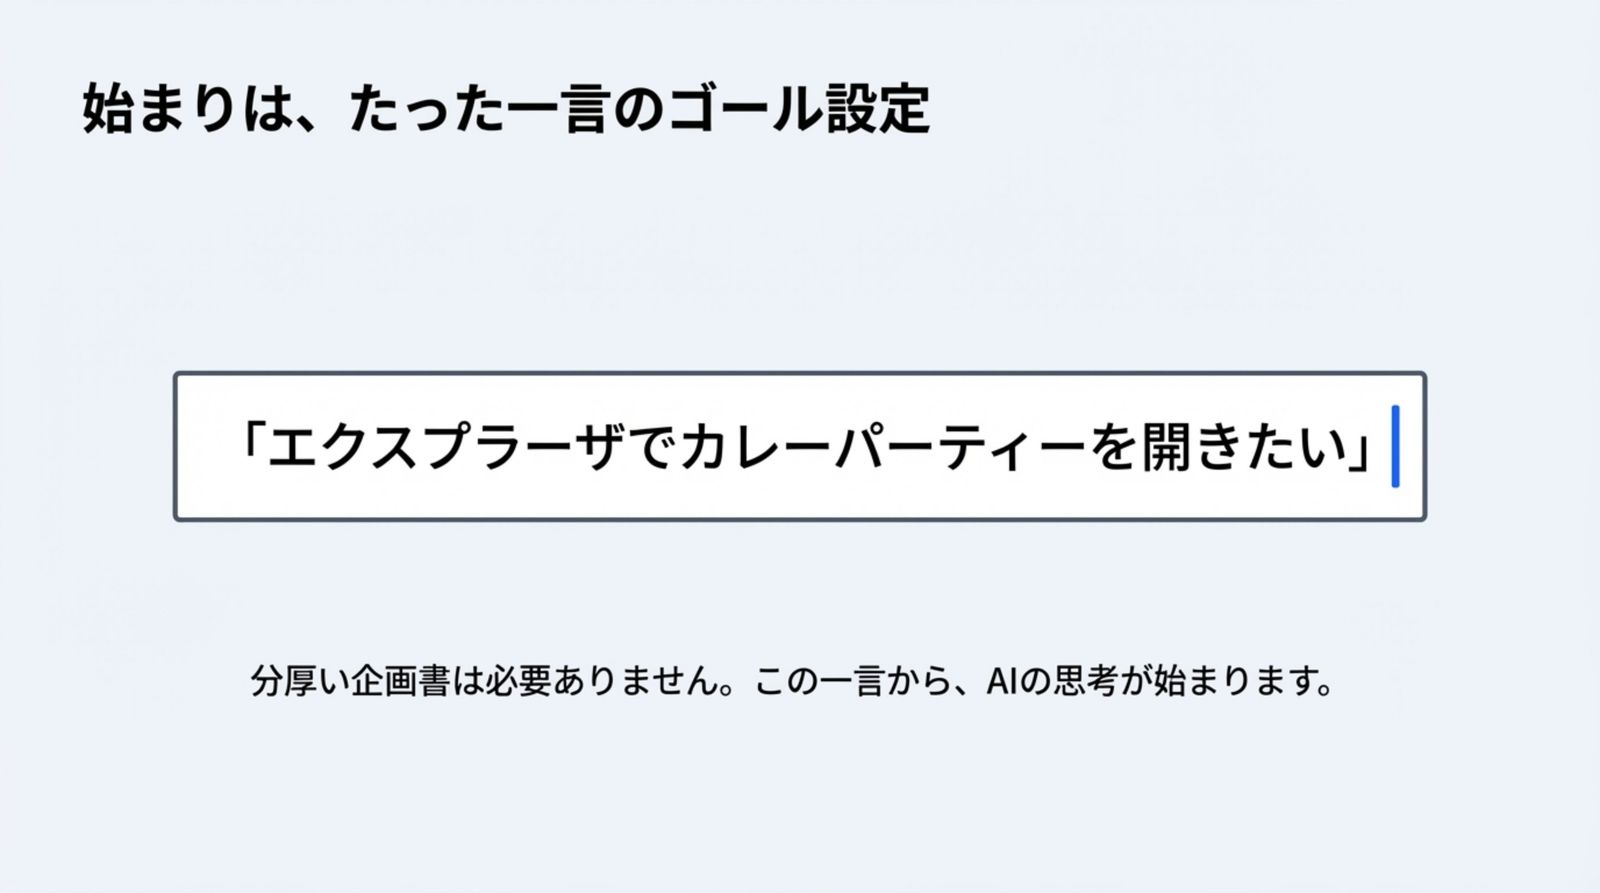 始まりは、たった一言のゴール設定
「エクスプラーザでカレーパーティーを開きたい」
分厚い企画書は必要ありません。この一言から、AIの思考が始まります。